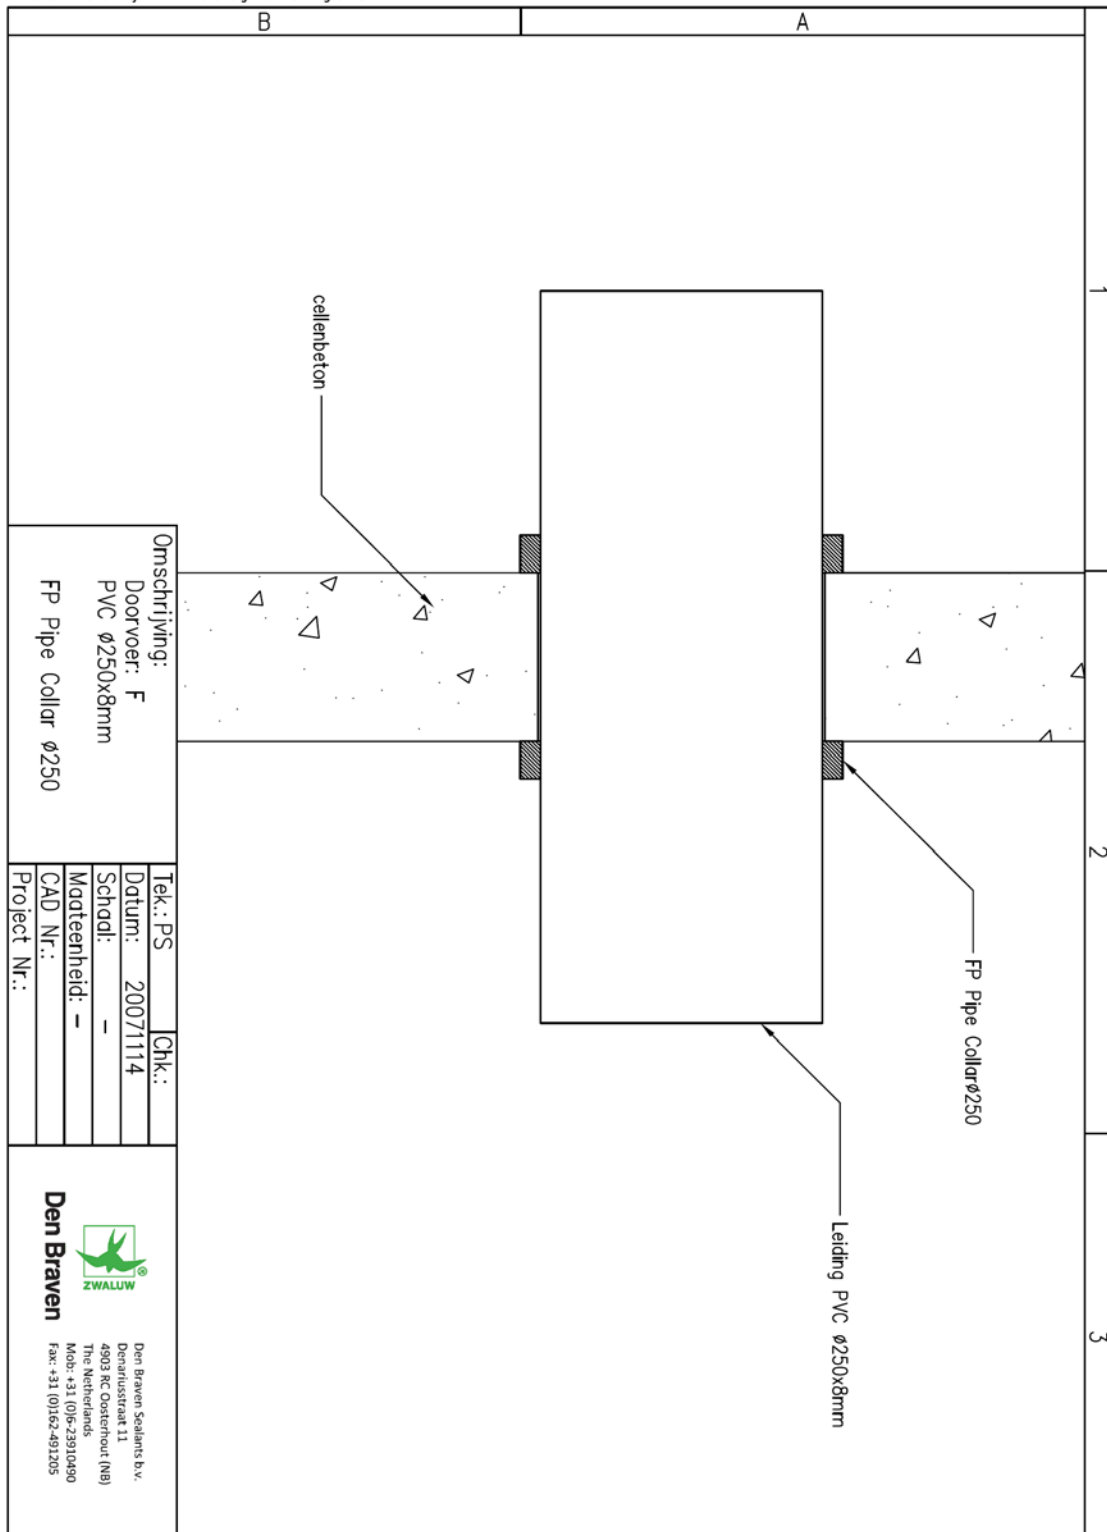 B
A
1
2
3
cellenbeton
FP Pipe Collarø250
Leiding PVC ø250x8mm
Omschrijving:
Doorvoer: F
PVC ø250x8mm
FP Pipe Collar ø250
Tek.: PS
Chk.:
Datum: 20071114
Schaal: –
Maateenheid: –
CAD Nr.:
Project Nr.:
ZWALUW®
Den Braven
Den Braven Sealants b.v.
Denariusstraat 11
4903 RC Oosterhout (NB)
The Netherlands
Mob: +31 (0)6-23910490
Fax: +31 (0)162-491205